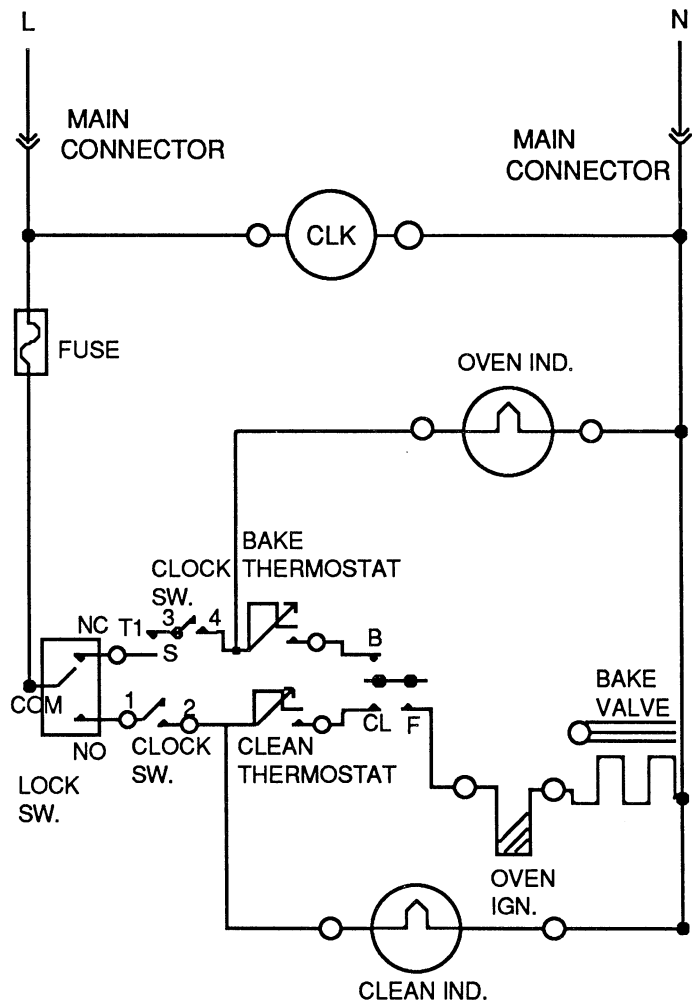 L
N
MAIN
CONNECTOR
MAIN
CONNECTOR
CLK
FUSE
OVEN IND.
BAKE
CLOCK THERMOSTAT
SW.
NC T1 3 4
S
B
COM
1 2
NO
CLOCK
SW.
CLEAN
THERMOSTAT
CL F
BAKE
VALVE
LOCK
SW.
OVEN
IGN.
CLEAN IND.